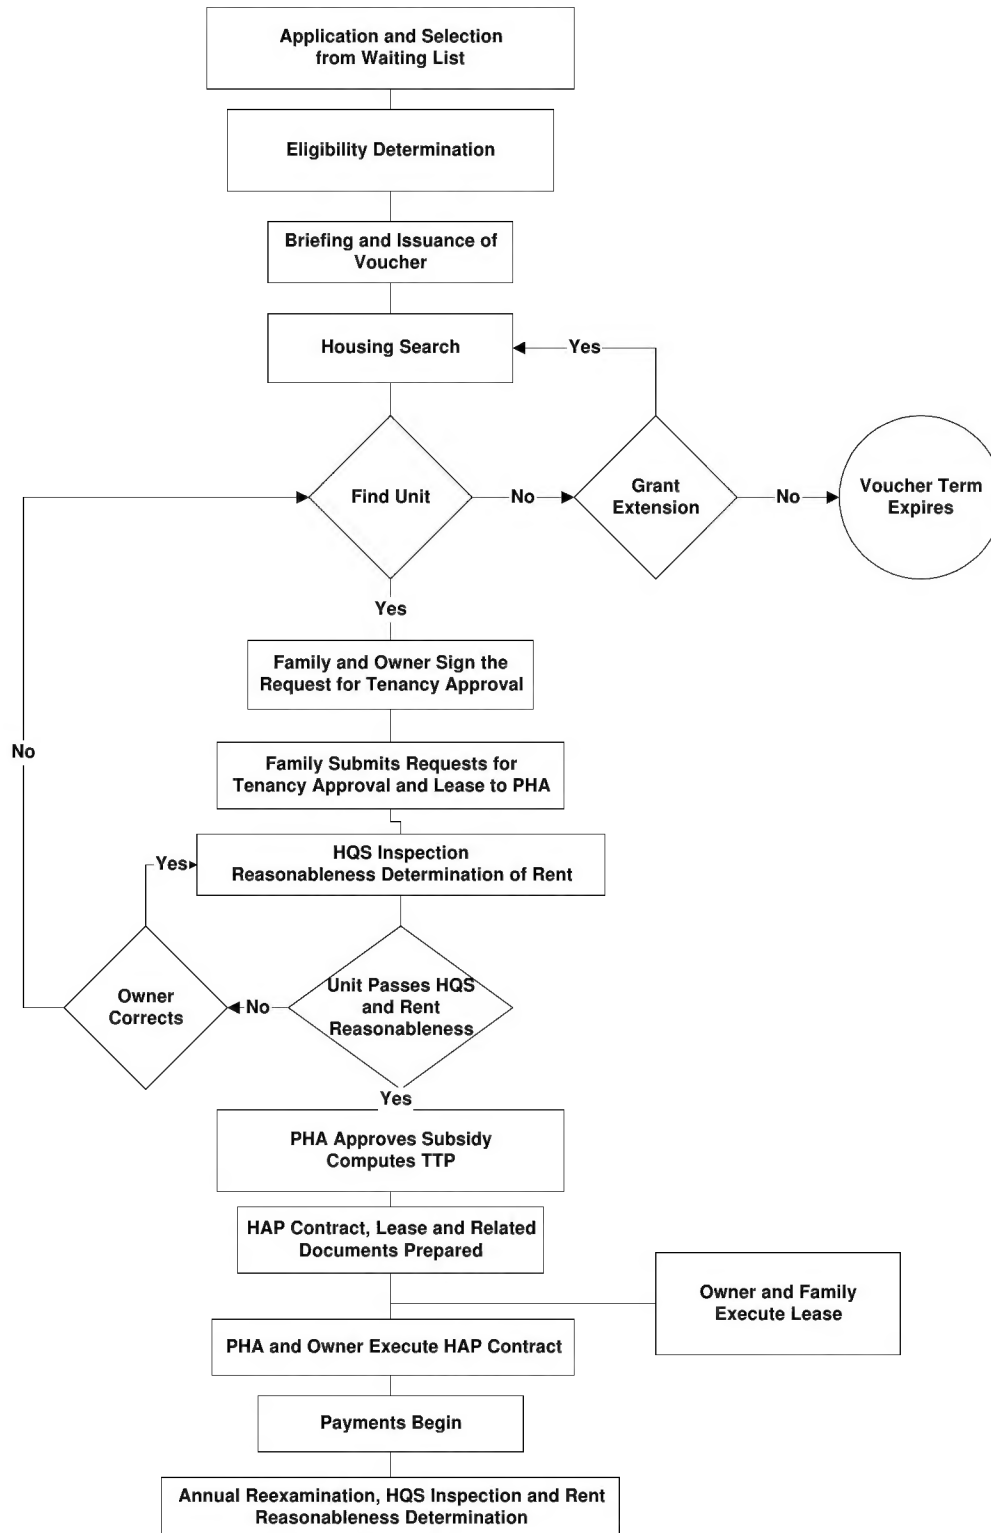 Application and Selection
from Waiting List
Eligibility Determination
Briefing and Issuance of
Voucher
Housing Search
Yes
Find Unit
No
Grant
Extension
No
Voucher Term
Expires
Yes
Family and Owner Sign the
Request for Tenancy Approval
No
Family Submits Requests for
Tenancy Approval and Lease to PHA
HQS Inspection
Reasonableness Determination of Rent
Yes
Owner
Corrects
No
Unit Passes HQS
and Rent
Reasonableness
Yes
PHA Approves Subsidy
Computes TTP
HAP Contract, Lease and Related
Documents Prepared
Owner and Family
Execute Lease
PHA and Owner Execute HAP Contract
Payments Begin
Annual Reexamination, HQS Inspection and Rent
Reasonableness Determination